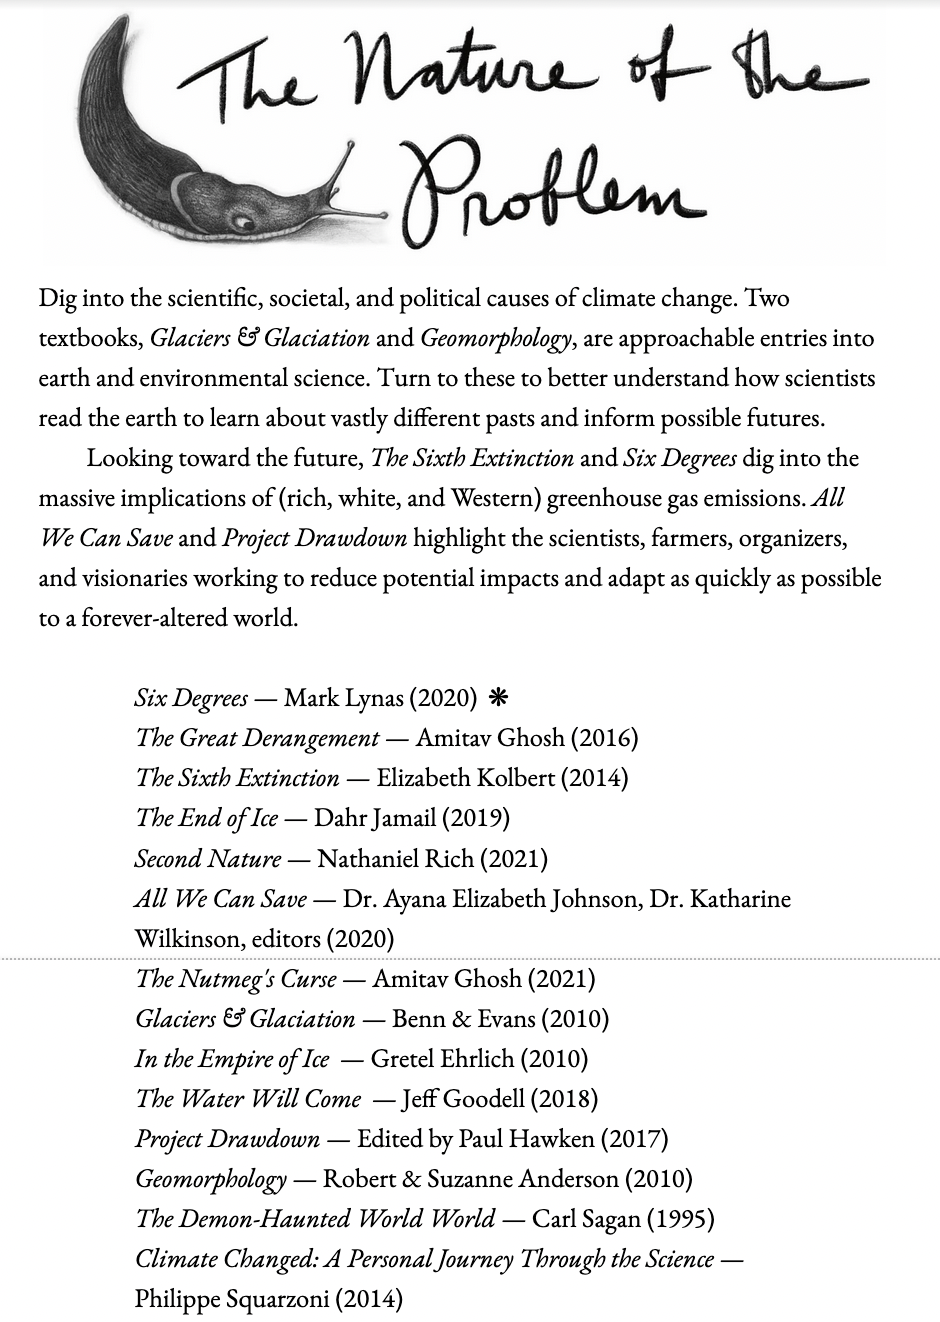 The Nature of the
Problem
Dig into the scientific, societal, and political causes of climate change. Two
textbooks, Glaciers & Glaciation and Geomorphology, are approachable entries into
earth and environmental science. Turn to these to better understand how scientists
read the earth to learn about vastly different pasts and inform possible futures.
Looking toward the future, The Sixth Extinction and Six Degrees dig into the
massive implications of (rich, white, and Western) greenhouse gas emissions. All
We Can Save and Project Drawdown highlight the scientists, farmers, organizers,
and visionaries working to reduce potential impacts and adapt as quickly as possible
to a forever-altered world.
Six Degrees — Mark Lynas (2020) ❋
The Great Derangement — Amitav Ghosh (2016)
The Sixth Extinction — Elizabeth Kolbert (2014)
The End of Ice — Dahr Jamail (2019)
Second Nature — Nathaniel Rich (2021)
All We Can Save — Dr. Ayana Elizabeth Johnson, Dr. Katharine
Wilkinson, editors (2020)
The Nutmeg's Curse — Amitav Ghosh (2021)
Glaciers & Glaciation — Benn & Evans (2010)
In the Empire of Ice — Gretel Ehrlich (2010)
The Water Will Come — Jeff Goodell (2018)
Project Drawdown — Edited by Paul Hawken (2017)
Geomorphology — Robert & Suzanne Anderson (2010)
The Demon-Haunted World World — Carl Sagan (1995)
Climate Changed: A Personal Journey Through the Science —
Philippe Squarzoni (2014)